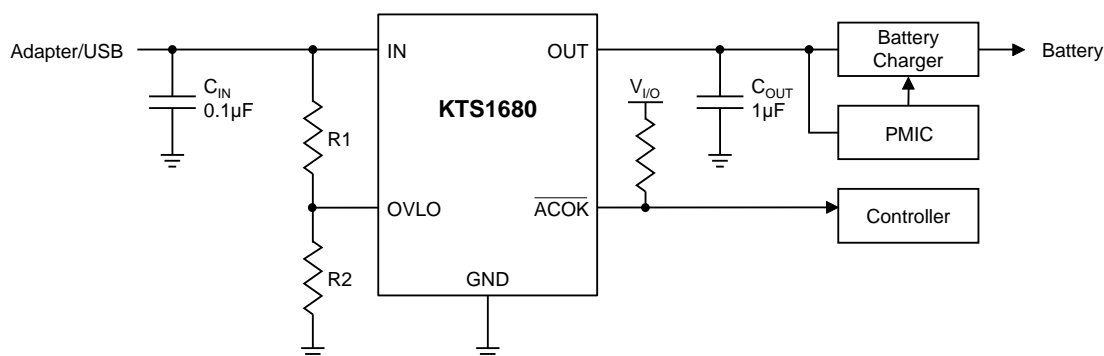 Adapter/USB
C_IN
0.1µF
R1
R2
IN
OUT
KTS1680
OVLO
ACOK
GND
V_I/O
C_OUT
1µF
Battery
Charger
Battery
PMIC
Controller